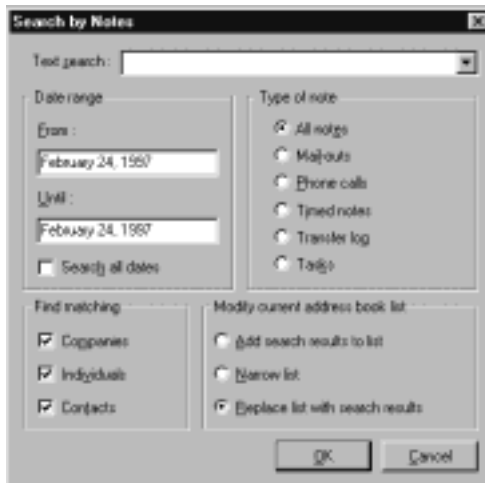 Search by Notes
Text search :
Date range
From :
February 24, 1997
Until :
February 24, 1997
Search all dates
Type of note
All notes
Mail-outs
Phone calls
Timed notes
Transfer log
Tasks
Find matching
Companies
Individuals
Contacts
Modify current address book list
Add search results to list
Narrow list
Replace list with search results
OK
Cancel